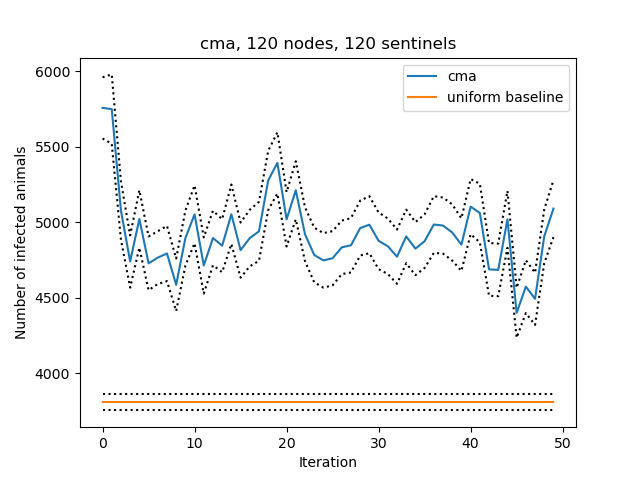 cma, 120 nodes, 120 sentinels
cma
uniform baseline
6000
5500
5000
4500
4000
Number of infected animals
0 10 20 30 40 50
Iteration